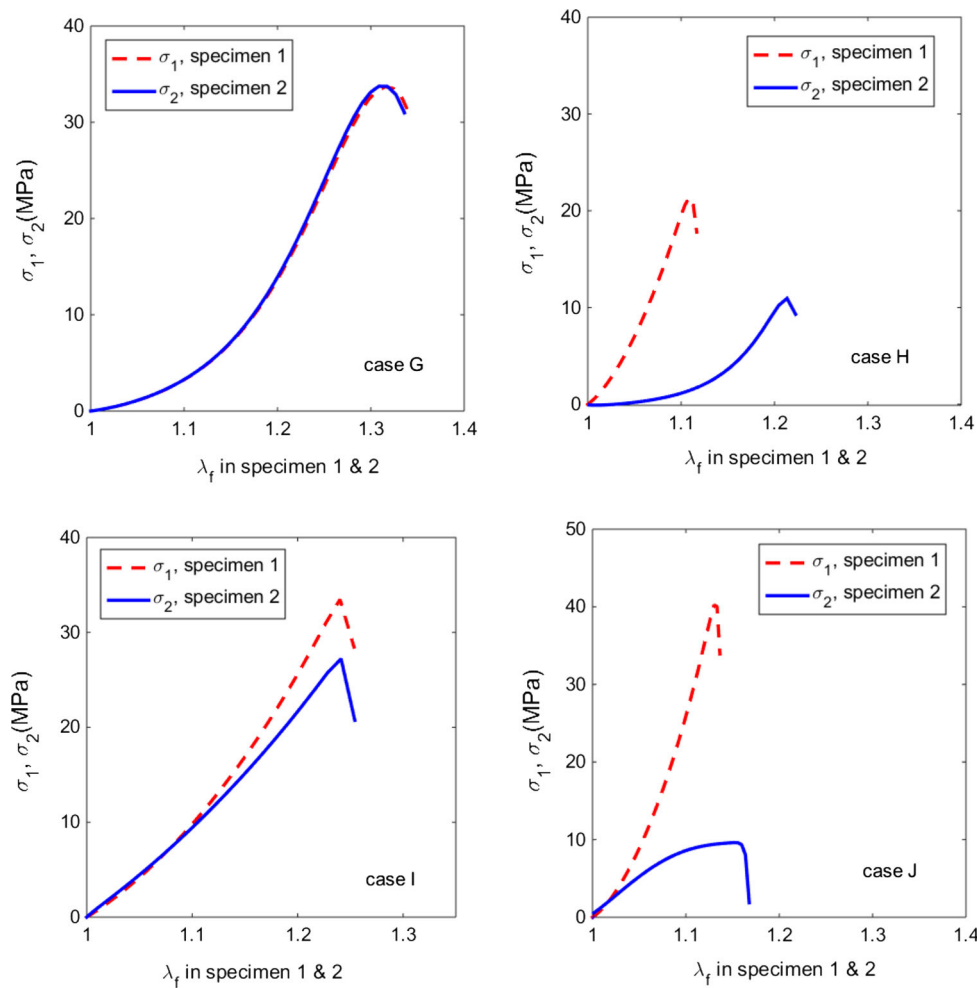 40
30
20
10
0
σ1, σ2(MPa)
σ1, specimen 1
σ2, specimen 2
case G
1 1.1 1.2 1.3 1.4
λf in specimen 1 & 2
40
30
20
10
0
σ1, σ2(MPa)
σ1, specimen 1
σ2, specimen 2
case H
1 1.1 1.2 1.3 1.4
λf in specimen 1 & 2
40
30
20
10
0
σ1, σ2(MPa)
σ1, specimen 1
σ2, specimen 2
case I
1 1.1 1.2 1.3
λf in specimen 1 & 2
50
40
30
20
10
0
σ1, σ2(MPa)
σ1, specimen 1
σ2, specimen 2
case J
1 1.1 1.2 1.3 1.4
λf in specimen 1 & 2